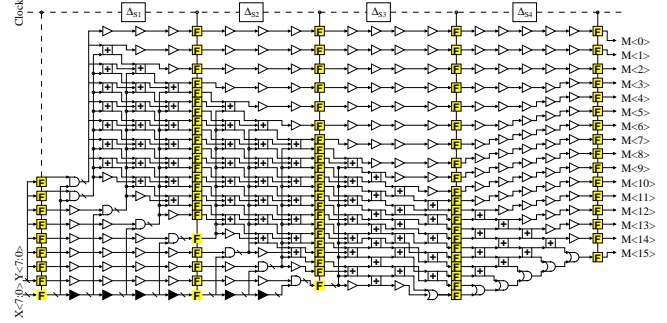 Clock
ΔS1
ΔS2
ΔS3
ΔS4
M<0>
M<1>
M<2>
M<3>
M<4>
M<5>
M<6>
M<7>
M<8>
M<9>
M<10>
M<11>
M<12>
M<13>
M<14>
M<15>
X<7:0>
Y<7:0>
F